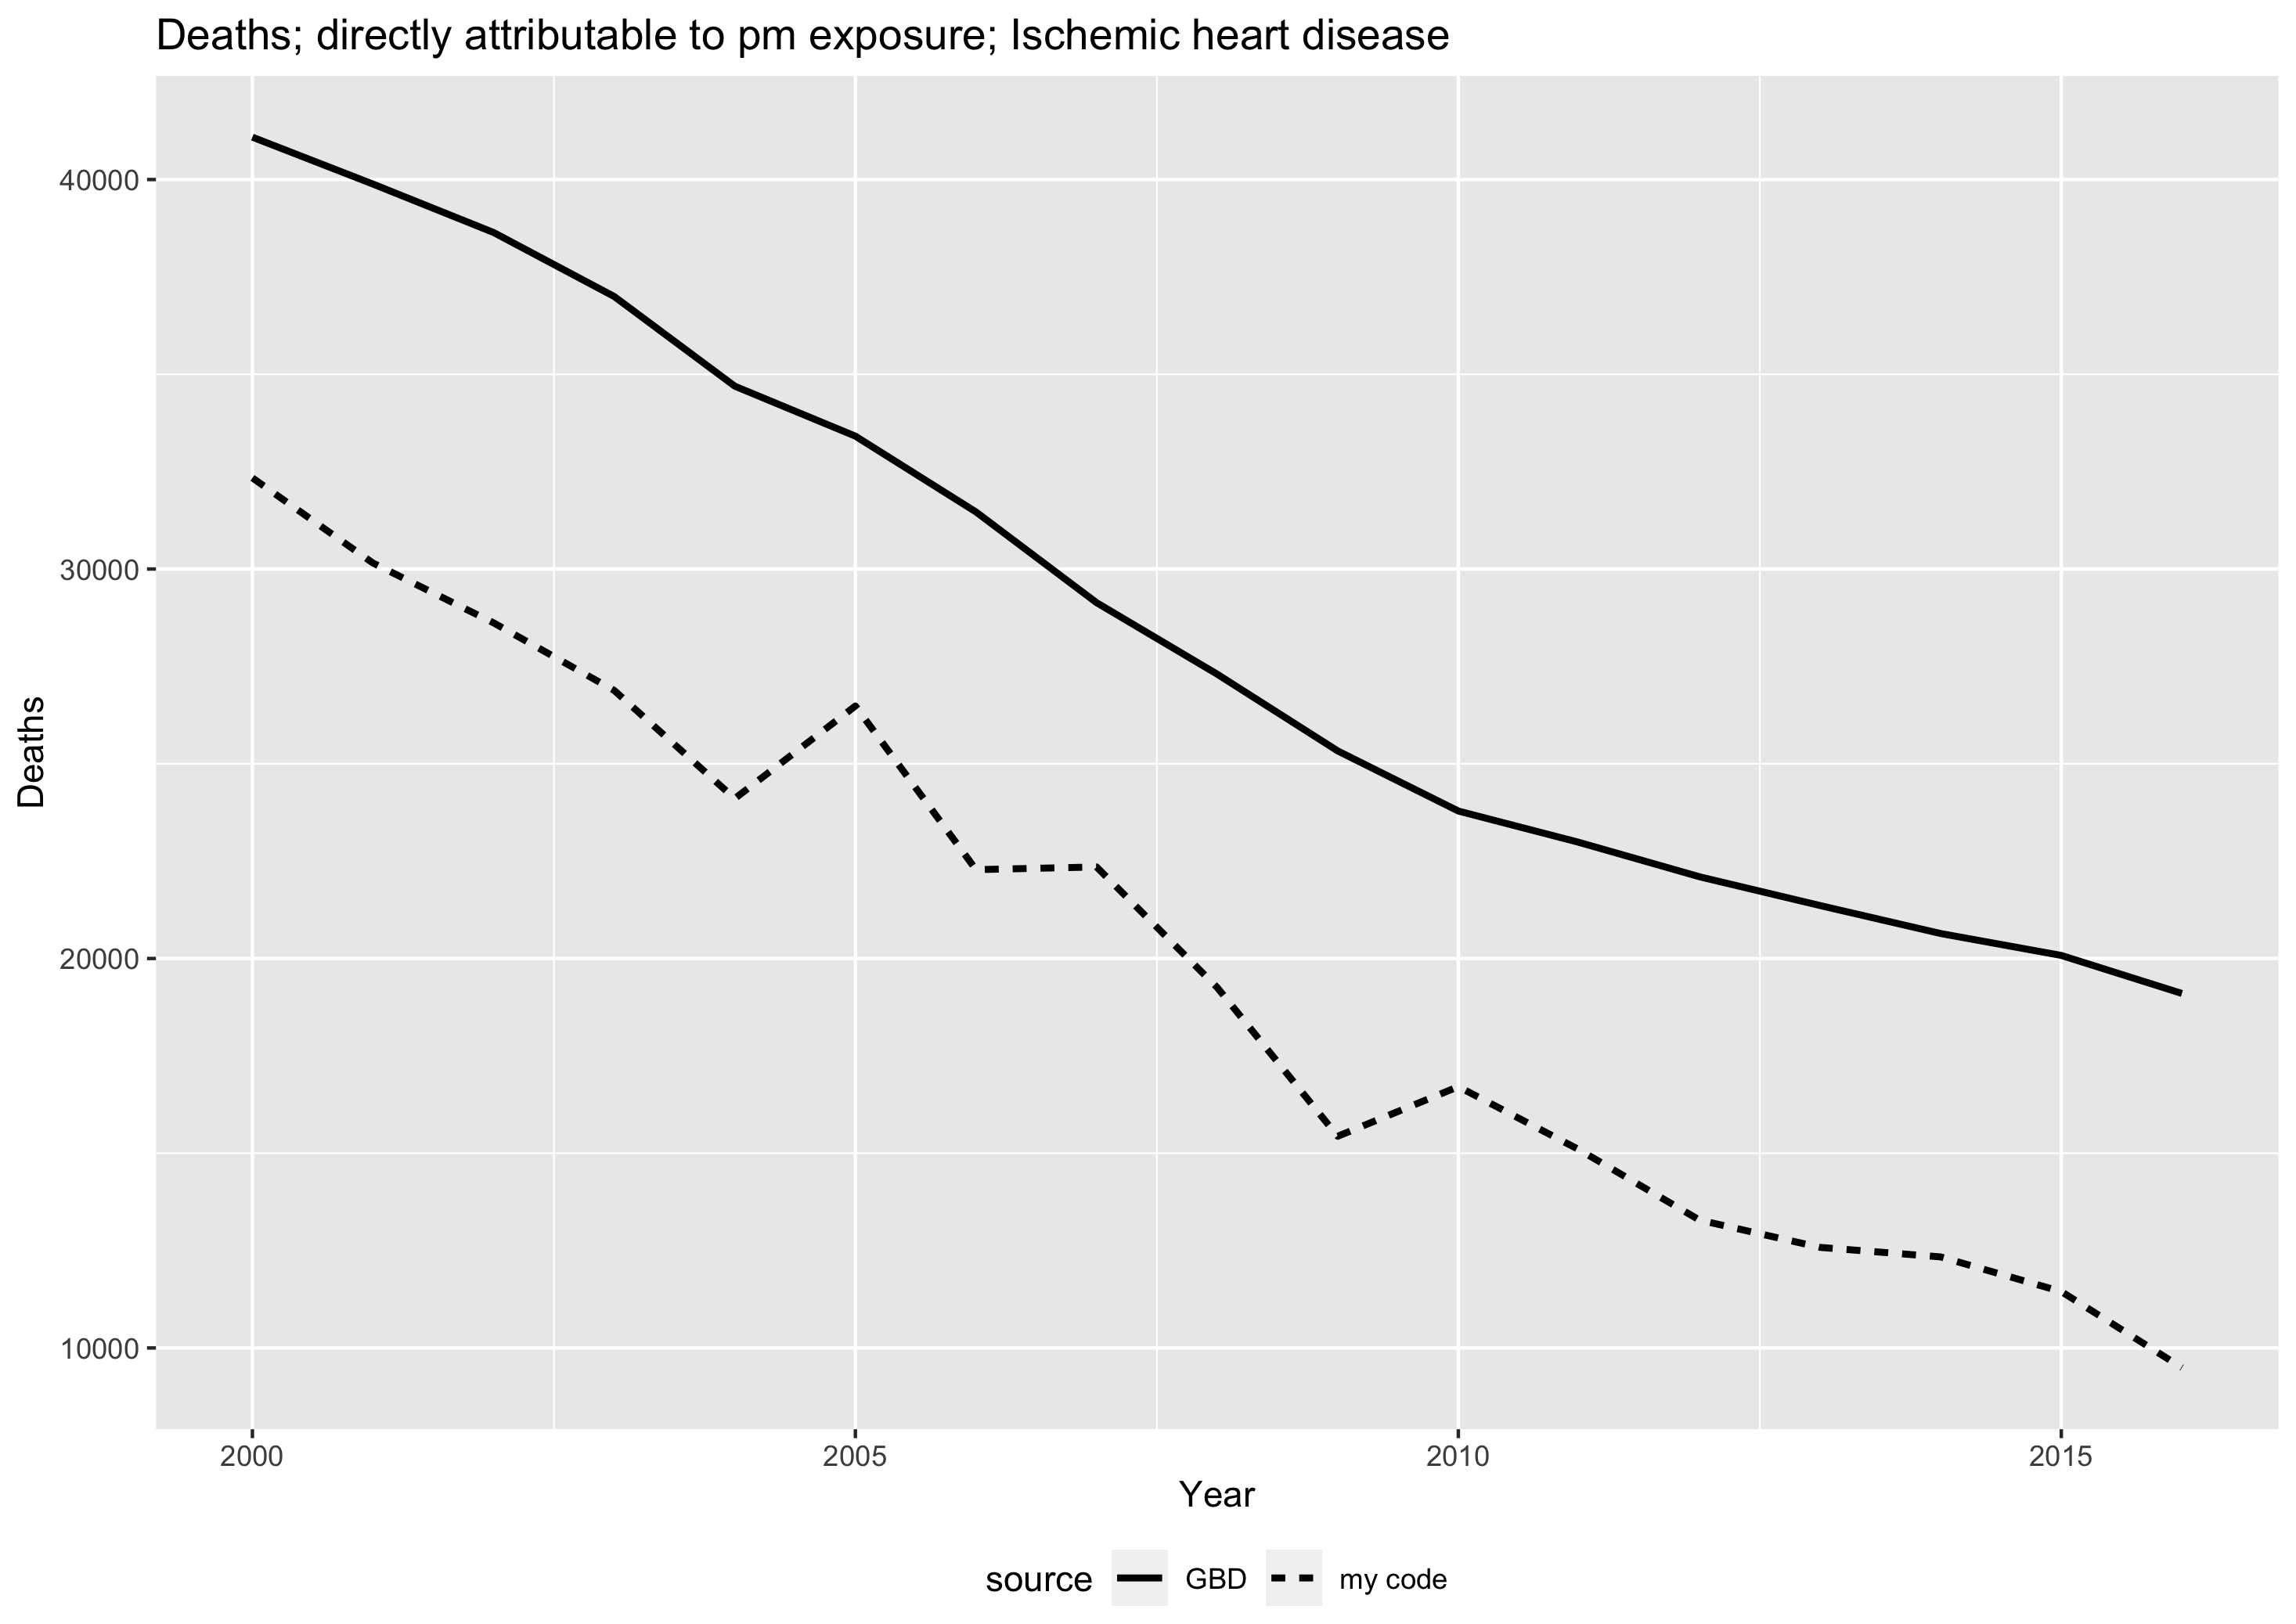 Deaths; directly attributable to pm exposure; Ischemic heart disease
Deaths
40000
30000
20000
10000
2000 2005 2010 2015
Year
source GBD my code